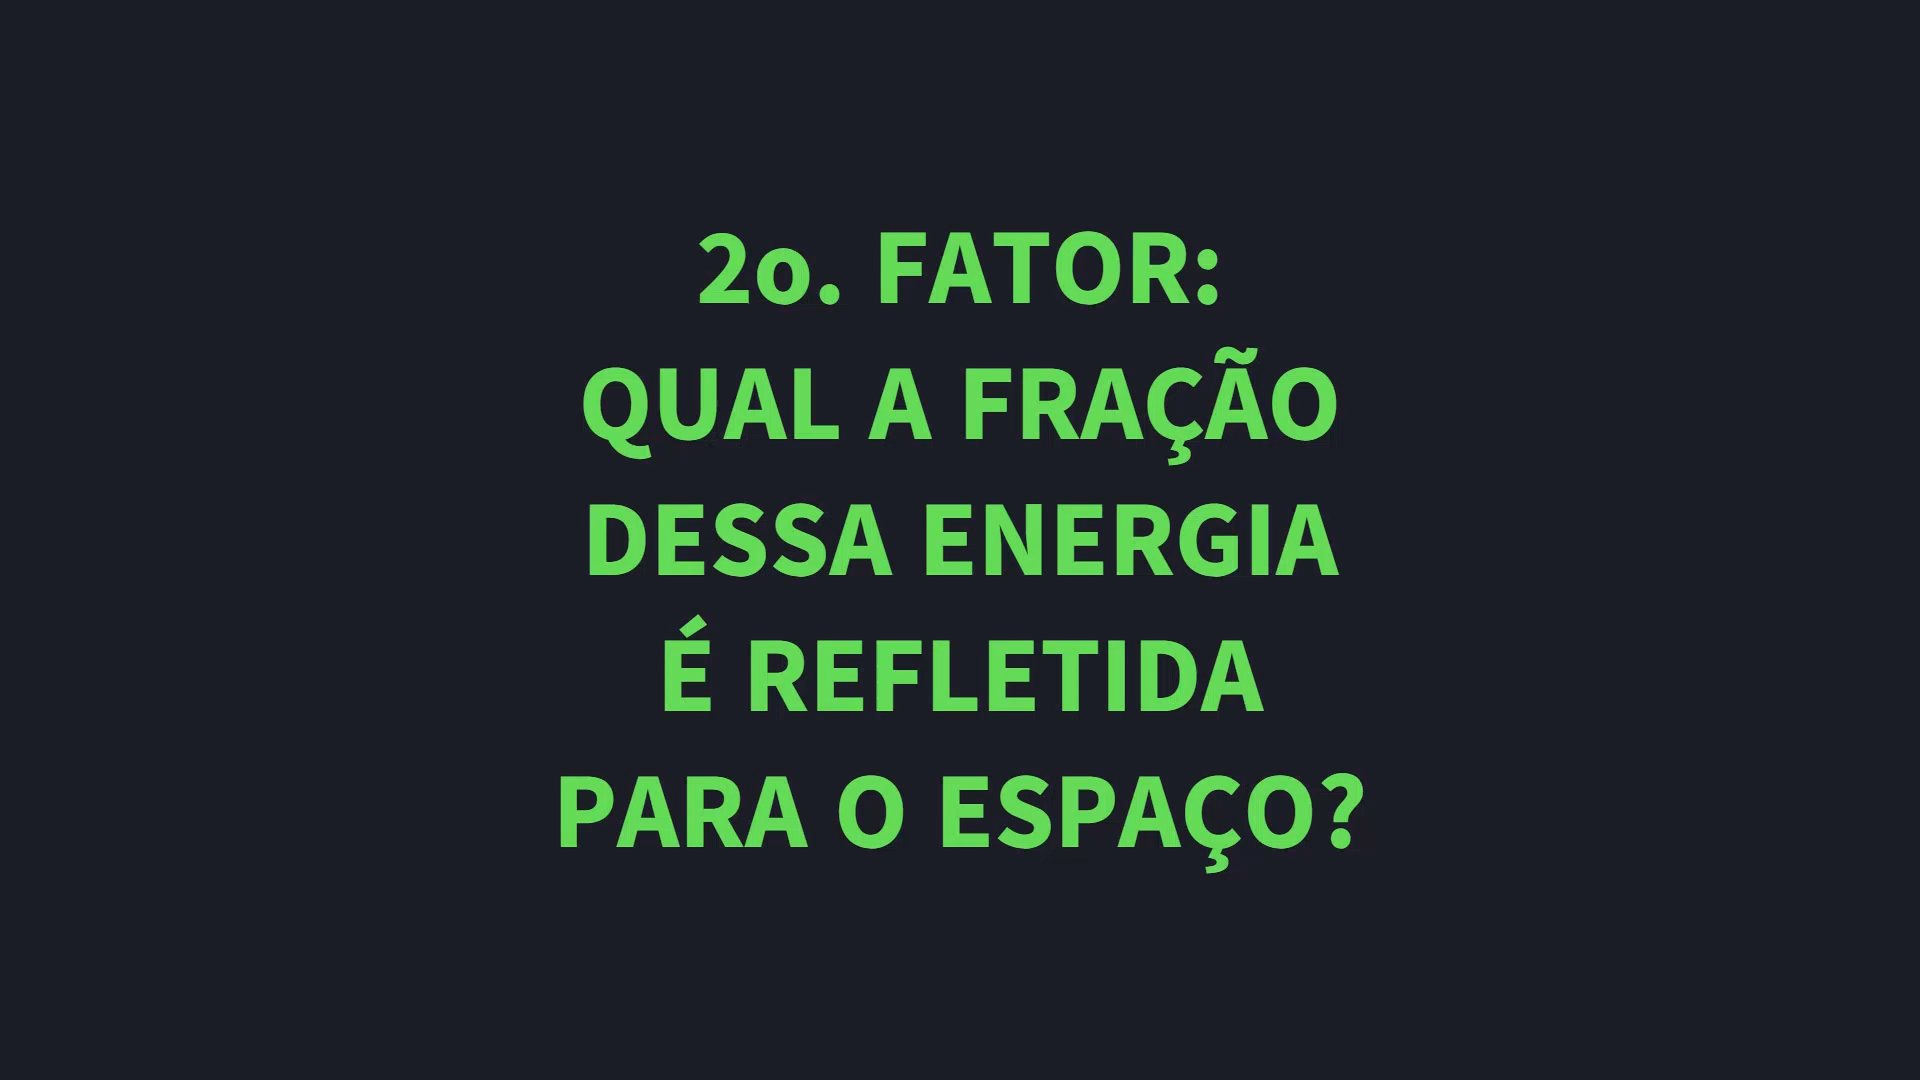 2o. FATOR:
QUAL A FRAÇÃO
DESSA ENERGIA
É REFLETIDA
PARA O ESPAÇO?